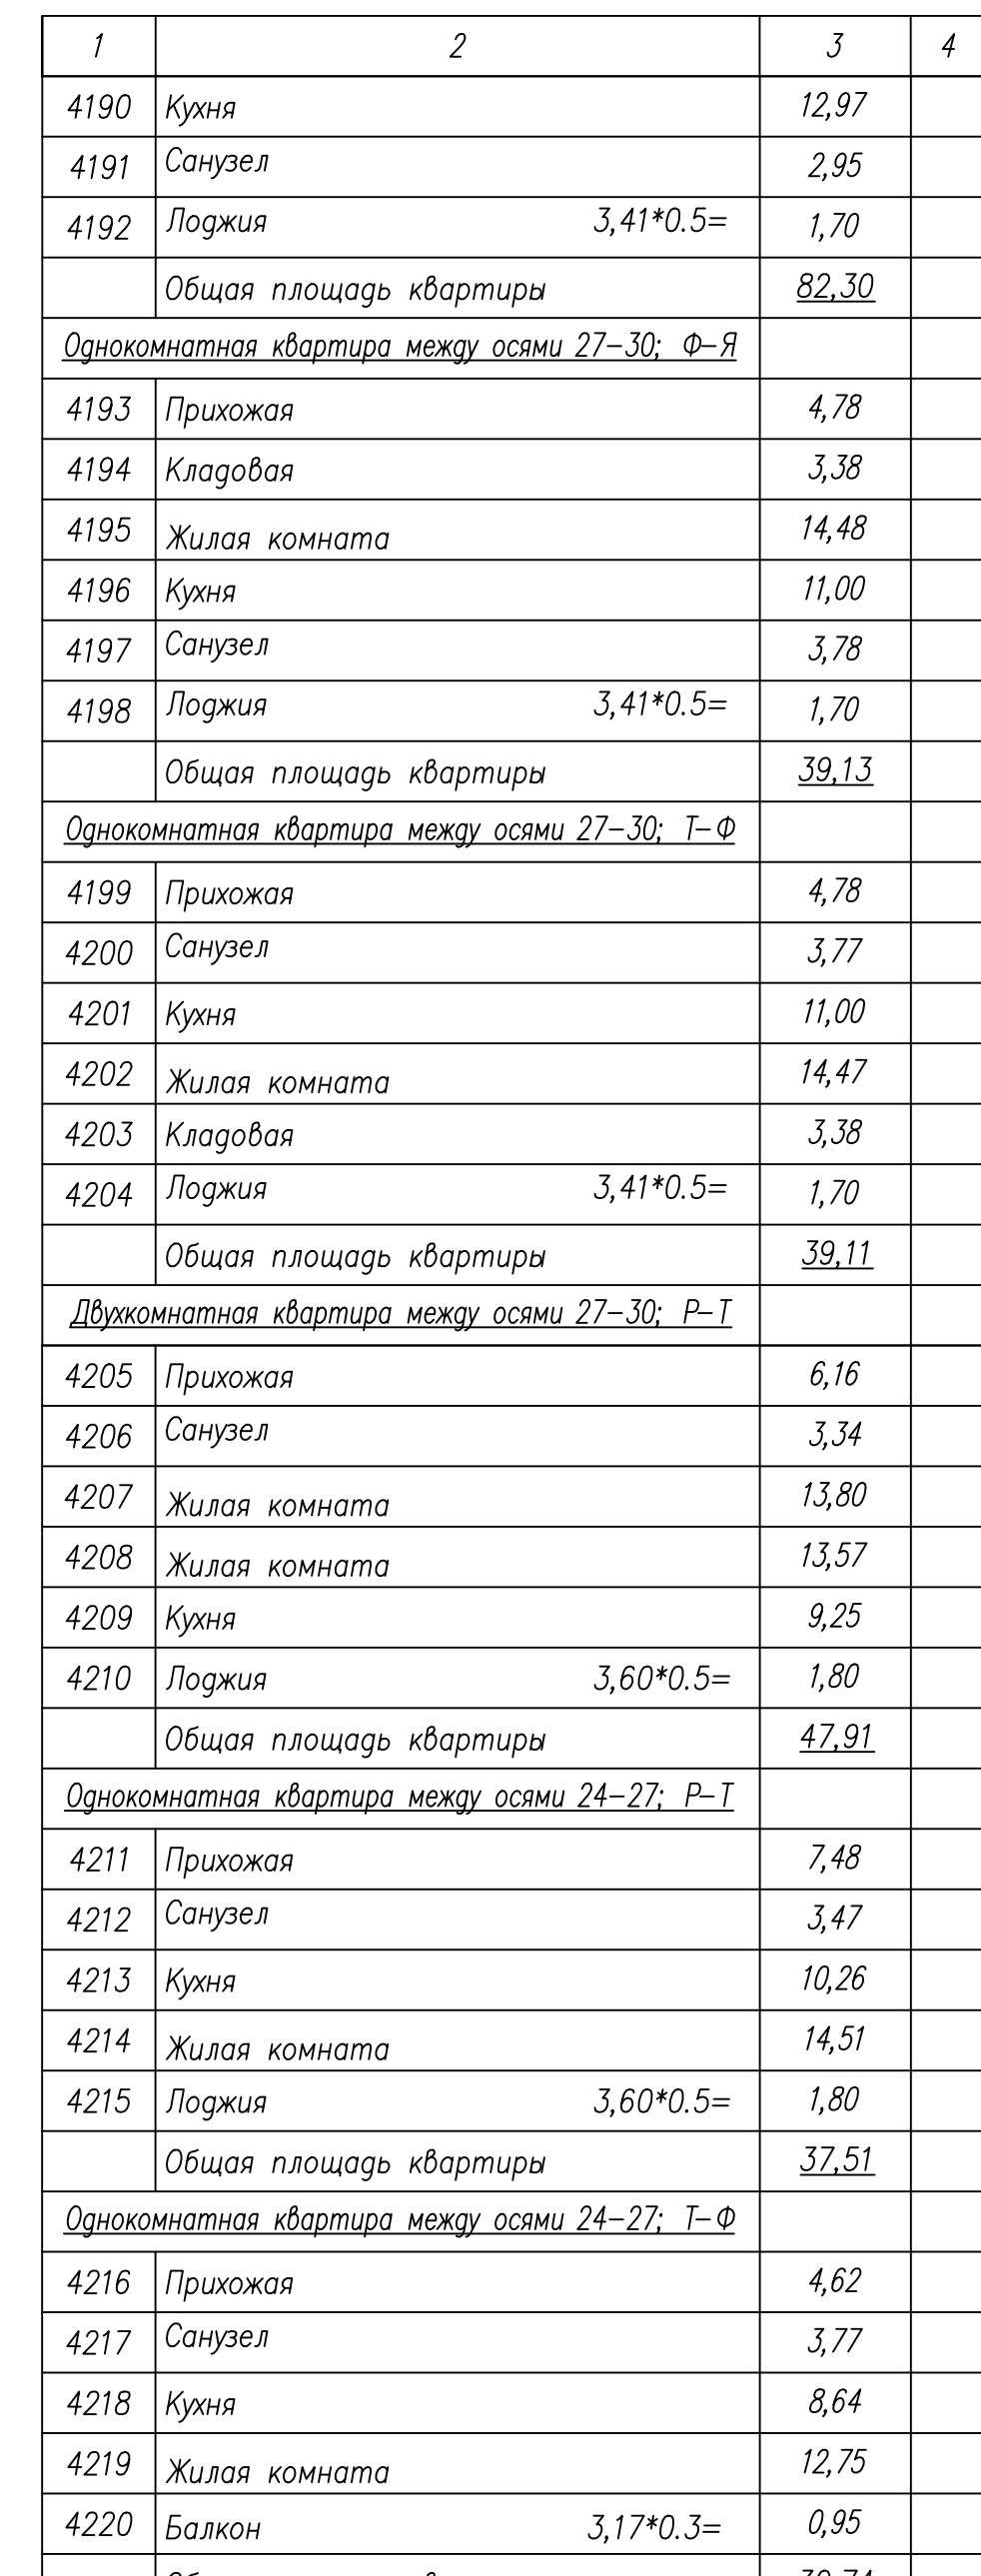 1 2 3 4
4190 Кухня 12,97
4191 Санузел 2,95
4192 Лоджия 3,41*0.5= 1,70
Общая площадь квартиры 82,30
Однокомнатная квартира между осями 27-30; Ф-Я
4193 Прихожая 4,78
4194 Кладовая 3,38
4195 Жилая комната 14,48
4196 Кухня 11,00
4197 Санузел 3,78
4198 Лоджия 3,41*0.5= 1,70
Общая площадь квартиры 39,13
Однокомнатная квартира между осями 27-30; Т-Ф
4199 Прихожая 4,78
4200 Санузел 3,77
4201 Кухня 11,00
4202 Жилая комната 14,47
4203 Кладовая 3,38
4204 Лоджия 3,41*0.5= 1,70
Общая площадь квартиры 39,11
Двухкомнатная квартира между осями 27-30; Р-Т
4205 Прихожая 6,16
4206 Санузел 3,34
4207 Жилая комната 13,80
4208 Жилая комната 13,57
4209 Кухня 9,25
4210 Лоджия 3,60*0.5= 1,80
Общая площадь квартиры 47,91
Однокомнатная квартира между осями 24-27; Р-Т
4211 Прихожая 7,48
4212 Санузел 3,47
4213 Кухня 10,26
4214 Жилая комната 14,51
4215 Лоджия 3,60*0.5= 1,80
Общая площадь квартиры 37,51
Однокомнатная квартира между осями 24-27; Т-Ф
4216 Прихожая 4,62
4217 Санузел 3,77
4218 Кухня 8,64
4219 Жилая комната 12,75
4220 Балкон 3,17*0.3= 0,95